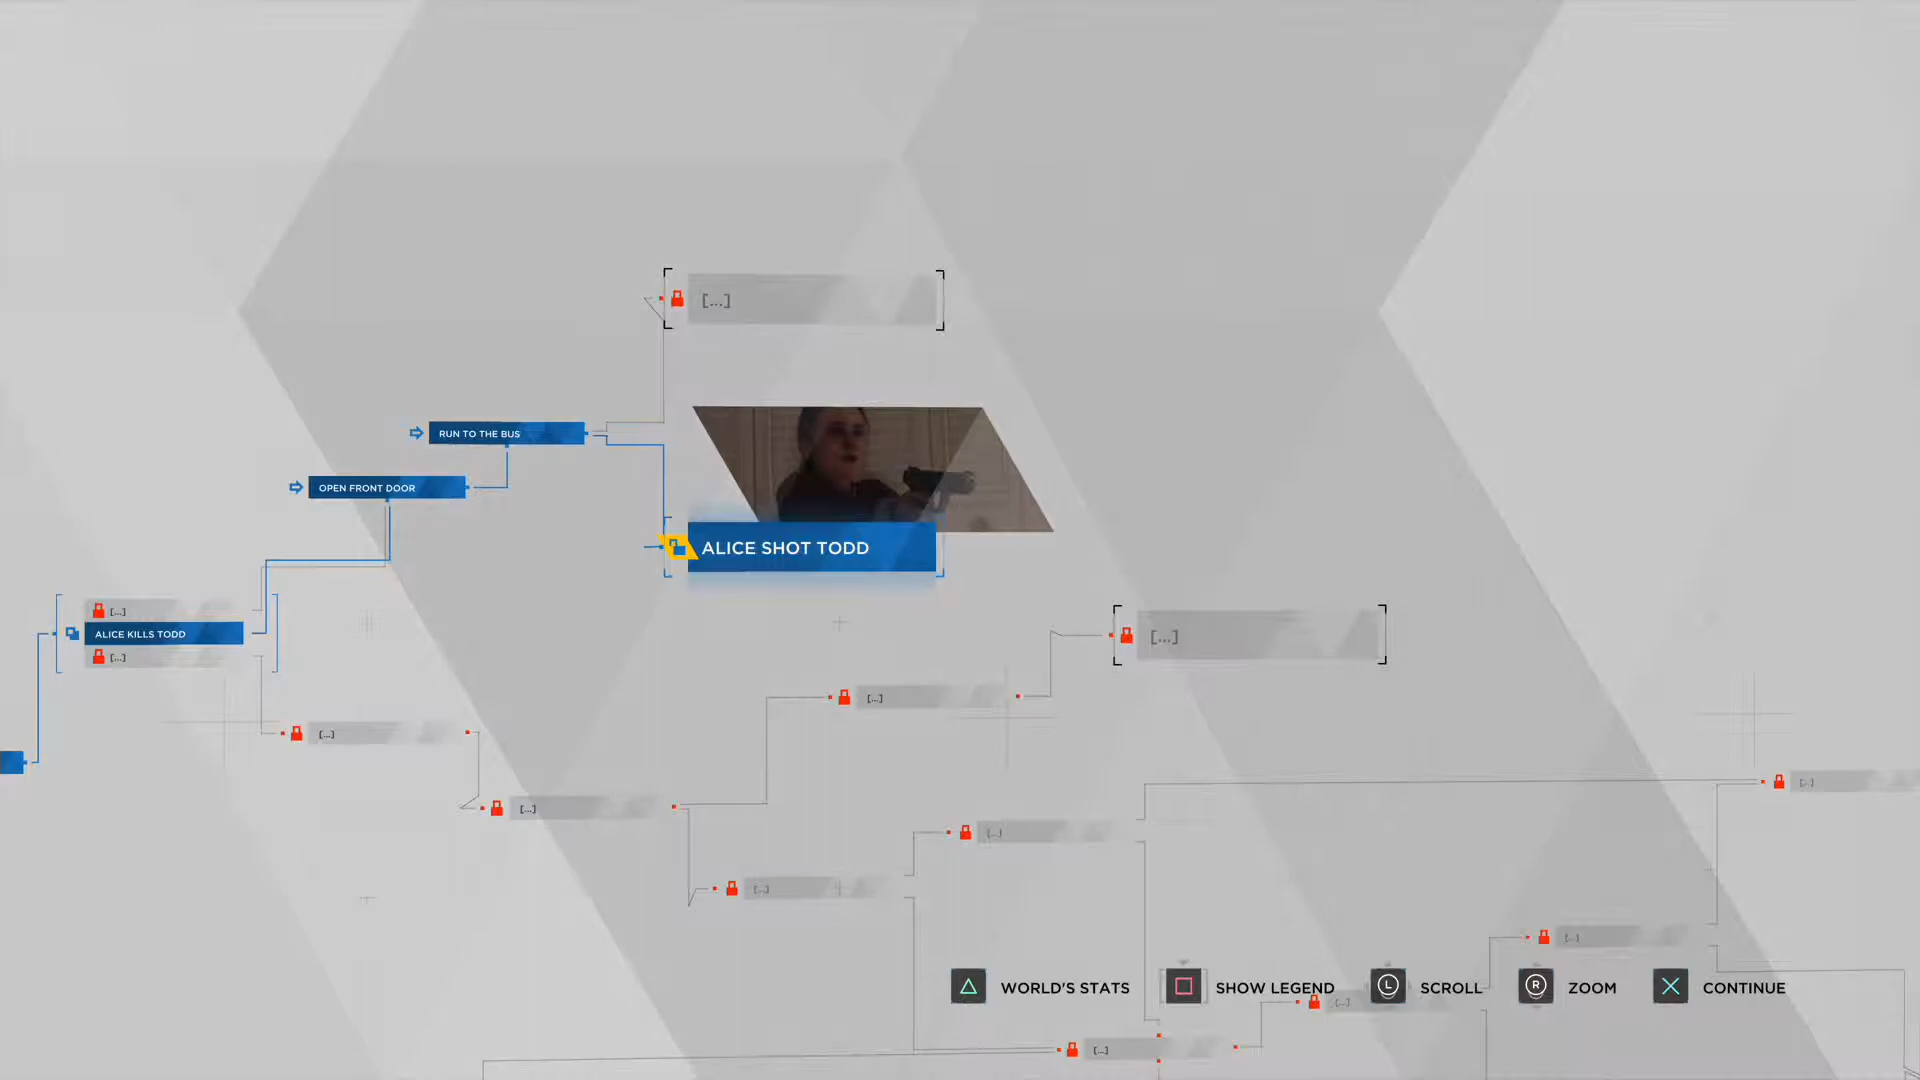 [...]
RUN TO THE BUS
OPEN FRONT DOOR
ALICE SHOT TODD
[...]
ALICE KILLS TODD
[...]
[...]
[...]
[...]
[...]
[...]
[...]
[...]
[...]
WORLD'S STATS
SHOW LEGEND
L
SCROLL
R
ZOOM
CONTINUE
[...]
[...]